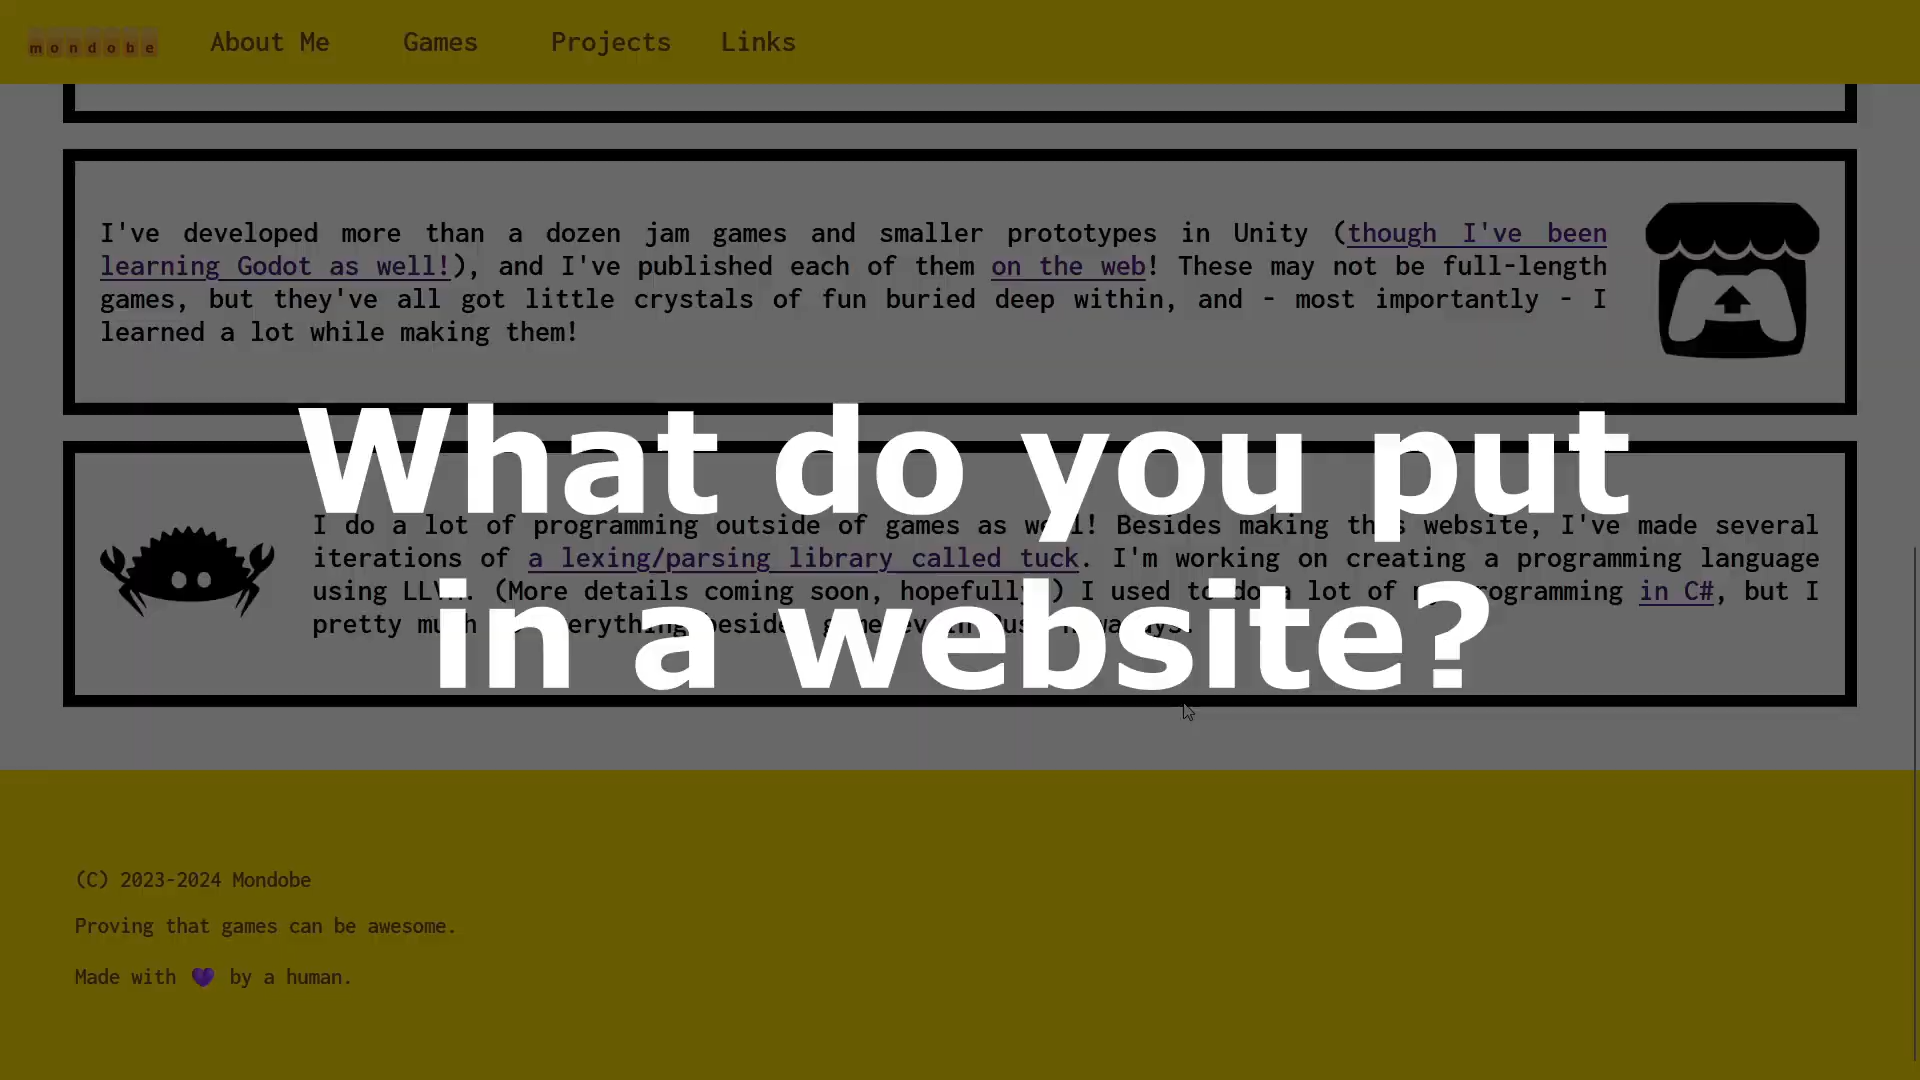 mondobe About Me Games Projects Links
I've developed more than a dozen jam games and smaller prototypes in Unity (though I've been
learning Godot as well!), and I've published each of them on the web! These may not be full-length
games, but they've all got little crystals of fun buried deep within, and - most importantly - I
learned a lot while making them!
What do you put
in a website?
I do a lot of programming outside of games as well! Besides making this website, I've made several
iterations of a lexing/parsing library called tuck. I'm working on creating a programming language
using (More details coming soon, hopefully!) I used to do a lot of my programming in C#, but I
pretty much everything besides
(C) 2023-2024 Mondobe
Proving that games can be awesome.
Made with 💜 by a human.